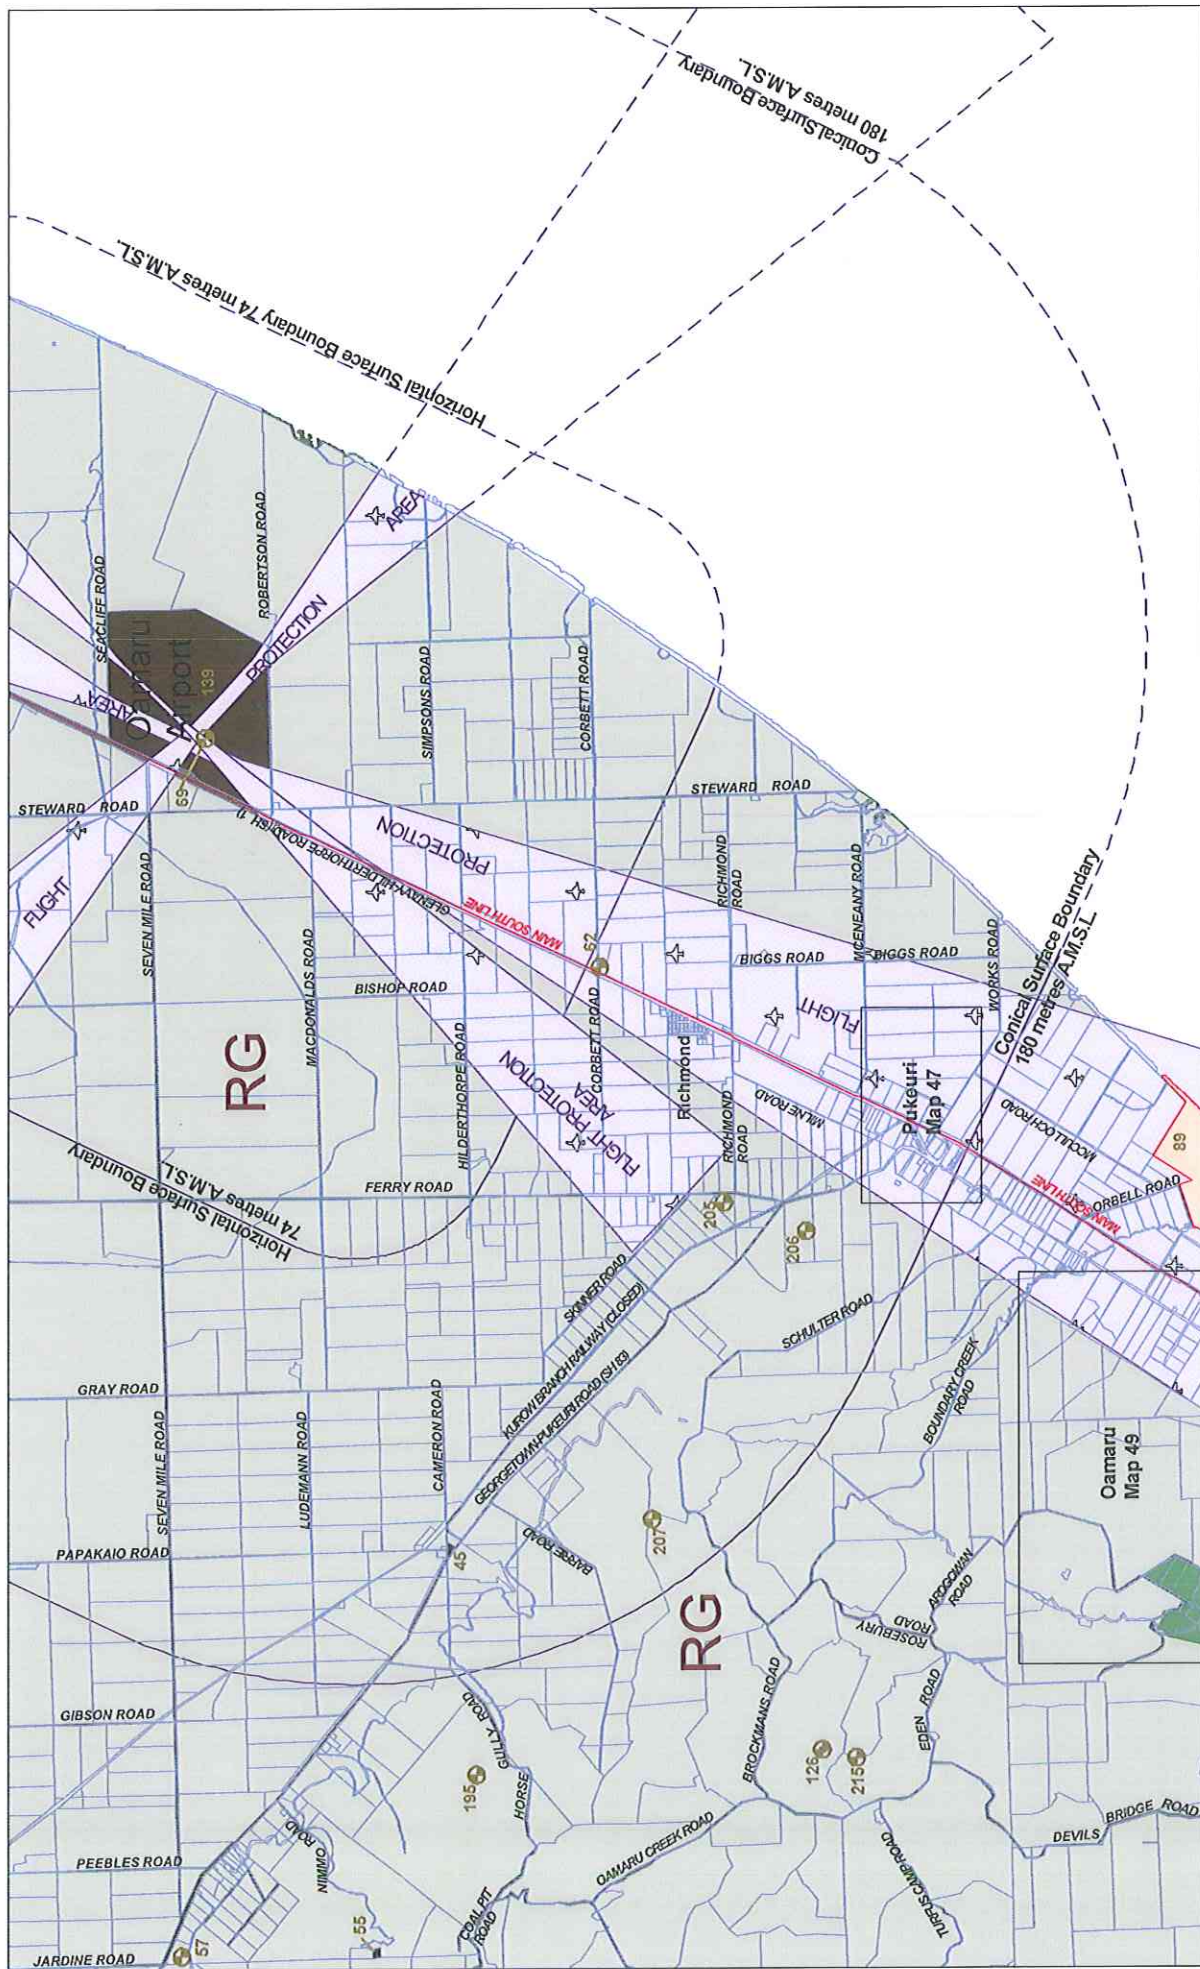 Conical Surface Boundary
180 metres A.M.S.L.
Horizontal Surface Boundary 74 metres A.M.S.L.
SEACLIFF ROAD
ROBERTSON ROAD
AREA
PROTECTION
Oamaru
Airport
139
AREA
69
STEWARD ROAD
SEVEN MILE ROAD
FLIGHT
GLENAVY-HILDERTHORPE ROAD (SH 1)
PROTECTION
PROTECTION
SIMPSONS ROAD
CORBETT ROAD
STEWARD ROAD
MAIN SOUTH LINE
MACDONALDS ROAD
BISHOP ROAD
HILDERTHORPE ROAD
RG
62
CORBETT ROAD
RICHMOND
ROAD
MCENEANY ROAD
BIGGS ROAD
BIGGS ROAD
WORKS ROAD
FLIGHT
Richmond
FLIGHT PROTECTION
AREA
RICHMOND
ROAD
MILNE ROAD
Pukeuri
Map 47
Conical Surface Boundary
180 metres A.M.S.L.
MCCULLOCH ROAD
89
ORBELL ROAD
MAIN SOUTH LINE
Horizontal Surface Boundary
74 metres A.M.S.L.
FERRY ROAD
205
206
SKINNER ROAD
KUROW BRANCH RAILWAY (CLOSED)
GEORGETOWN-PUKEURI ROAD (SH 83)
SCHULTER ROAD
BOUNDARY CREEK
ROAD
GRAY ROAD
SEVEN MILE ROAD
LUDEMANN ROAD
CAMERON ROAD
PAPAKAIO ROAD
45
BARRIE ROAD
207
RG
Oamaru
Map 49
ARDGOWAN
ROAD
ROSEBURY
ROAD
GIBSON ROAD
GULLY ROAD
HORSE
195
BROCKMANS ROAD
126
215
EDEN ROAD
PEEBLES ROAD
NIMMO ROAD
55
COAL PIT
ROAD
OAMARU CREEK ROAD
TURFUS CAMP ROAD
DEVILS BRIDGE ROAD
JARDINE ROAD
57